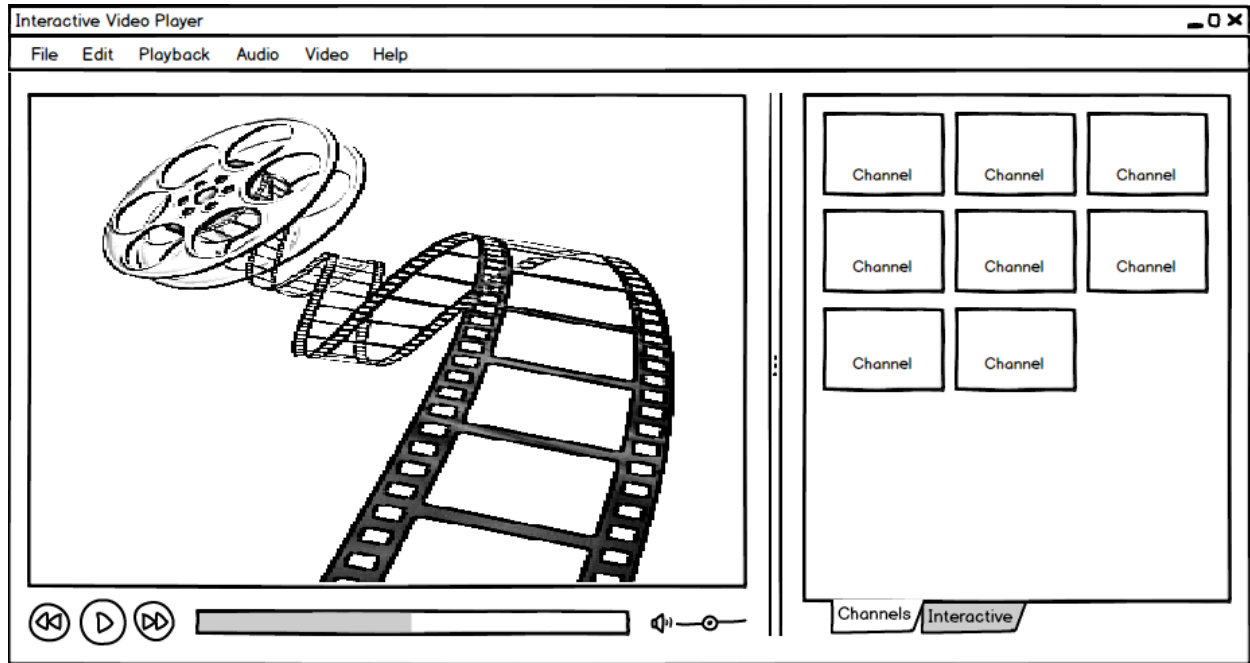 Interactive Video Player
File Edit Playback Audio Video Help
Channel Channel Channel
Channel Channel Channel
Channel Channel
Channels Interactive